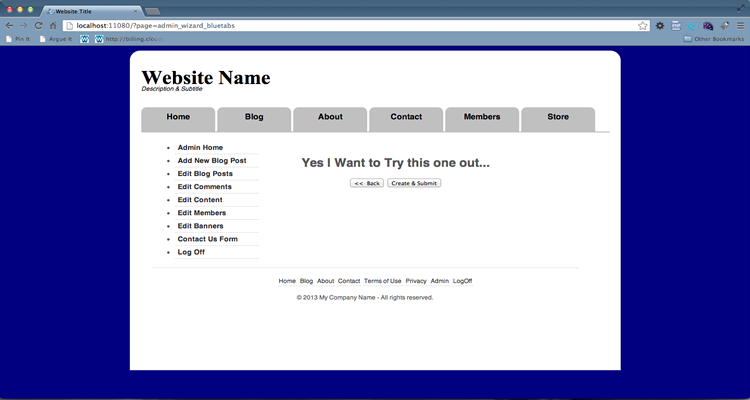 Website Title
localhost:11080/?page=admin_wizard_bluetabs
Pin It
Argue It
Other Bookmarks
Website Name
Description & Subtitle
Home Blog About Contact Members Store
Admin Home
Add New Blog Post
Edit Blog Posts
Edit Comments
Edit Content
Edit Members
Edit Banners
Contact Us Form
Log Off
Yes I Want to Try this one out...
<< Back Create & Submit
Home Blog About Contact Terms of Use Privacy Admin LogOff
© 2013 My Company Name - All rights reserved.